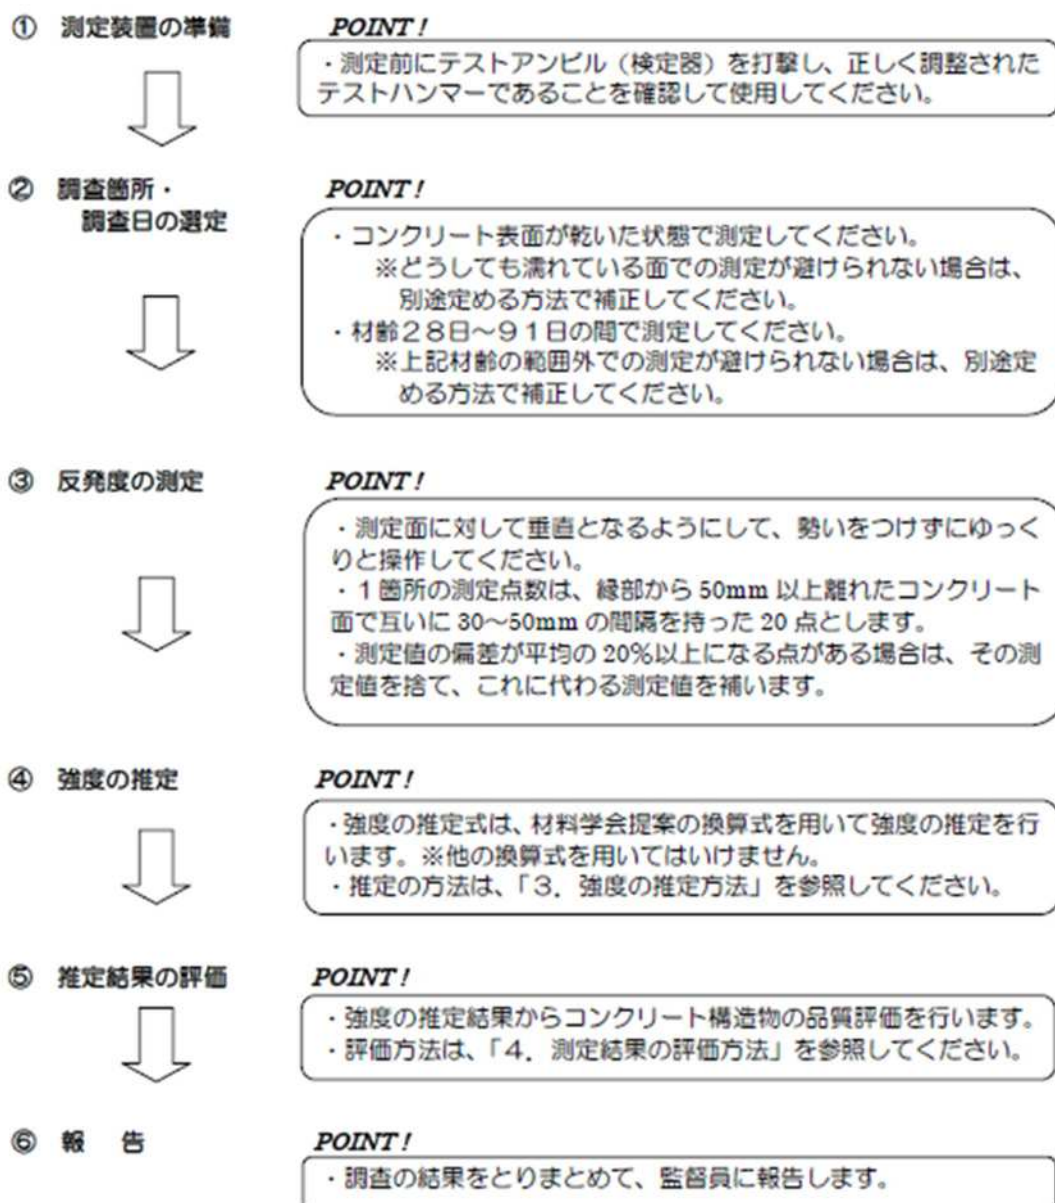 ① 測定装置の準備
POINT!
・測定前にテストアンビル（検定器）を打撃し、正しく調整された
テストハンマーであることを確認して使用してください。
② 調査箇所・
調査日の選定
POINT!
・コンクリート表面が乾いた状態で測定してください。
※どうしても濡れている面での測定が避けられない場合は、
別途定める方法で補正してください。
・材齢２８日～９１日の間で測定してください。
※上記材齢の範囲外での測定が避けられない場合は、別途定
める方法で補正してください。
③ 反発度の測定
POINT!
・測定面に対して垂直となるようにして、勢いをつけずにゆっく
りと操作してください。
・１箇所の測定点数は、縁部から 50mm 以上離れたコンクリート
面で互いに 30～50mm の間隔を持った 20 点とします。
・測定値の偏差が平均の 20%以上になる点がある場合は、その測
定値を捨て、これに代わる測定値を補います。
④ 強度の推定
POINT!
・強度の推定式は、材料学会提案の換算式を用いて強度の推定を行
います。※他の換算式を用いてはいけません。
・推定の方法は、「３．強度の推定方法」を参照してください。
⑤ 推定結果の評価
POINT!
・強度の推定結果からコンクリート構造物の品質評価を行います。
・評価方法は、「４．測定結果の評価方法」を参照してください。
⑥ 報 告
POINT!
・調査の結果をとりまとめて、監督員に報告します。